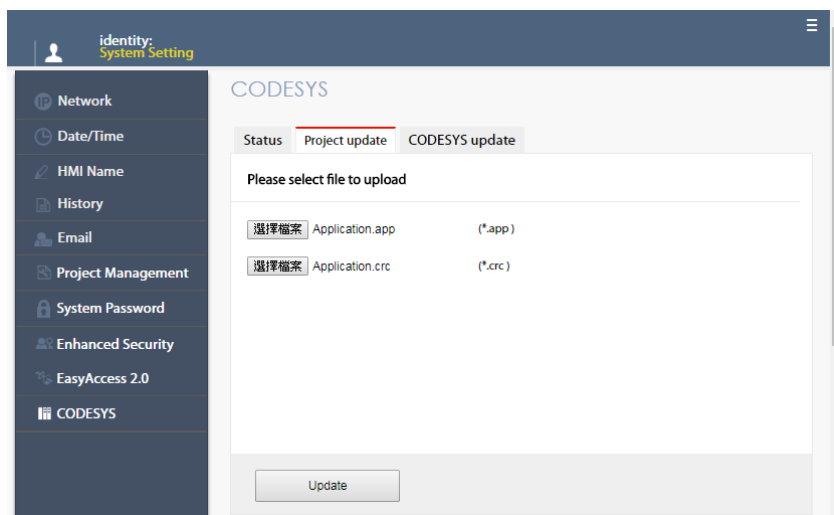 identity:
System Setting
Network
Date/Time
HMI Name
History
Email
Project Management
System Password
Enhanced Security
EasyAccess 2.0
CODESYS
CODESYS
Status Project update CODESYS update
Please select file to upload
選擇檔案 Application.app (*.app)
選擇檔案 Application.crc (*.crc)
Update